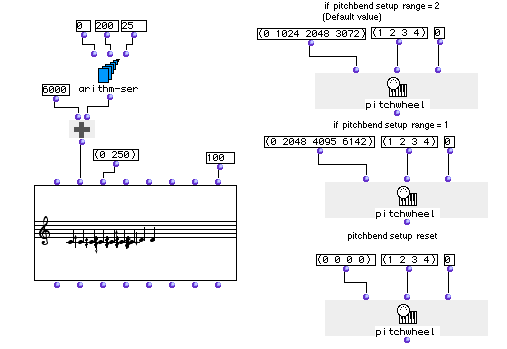 0 200 25
arithm-ser
6000
(0 250)
100
if pitchbend setup range = 2
(Default value)
(0 1024 2048 3072) (1 2 3 4) 0
pitchwheel
if pitchbend setup range = 1
(0 2048 4095 6142) (1 2 3 4) 0
pitchwheel
pitchbend setup reset
(0 0 0 0) (1 2 3 4) 0
pitchwheel